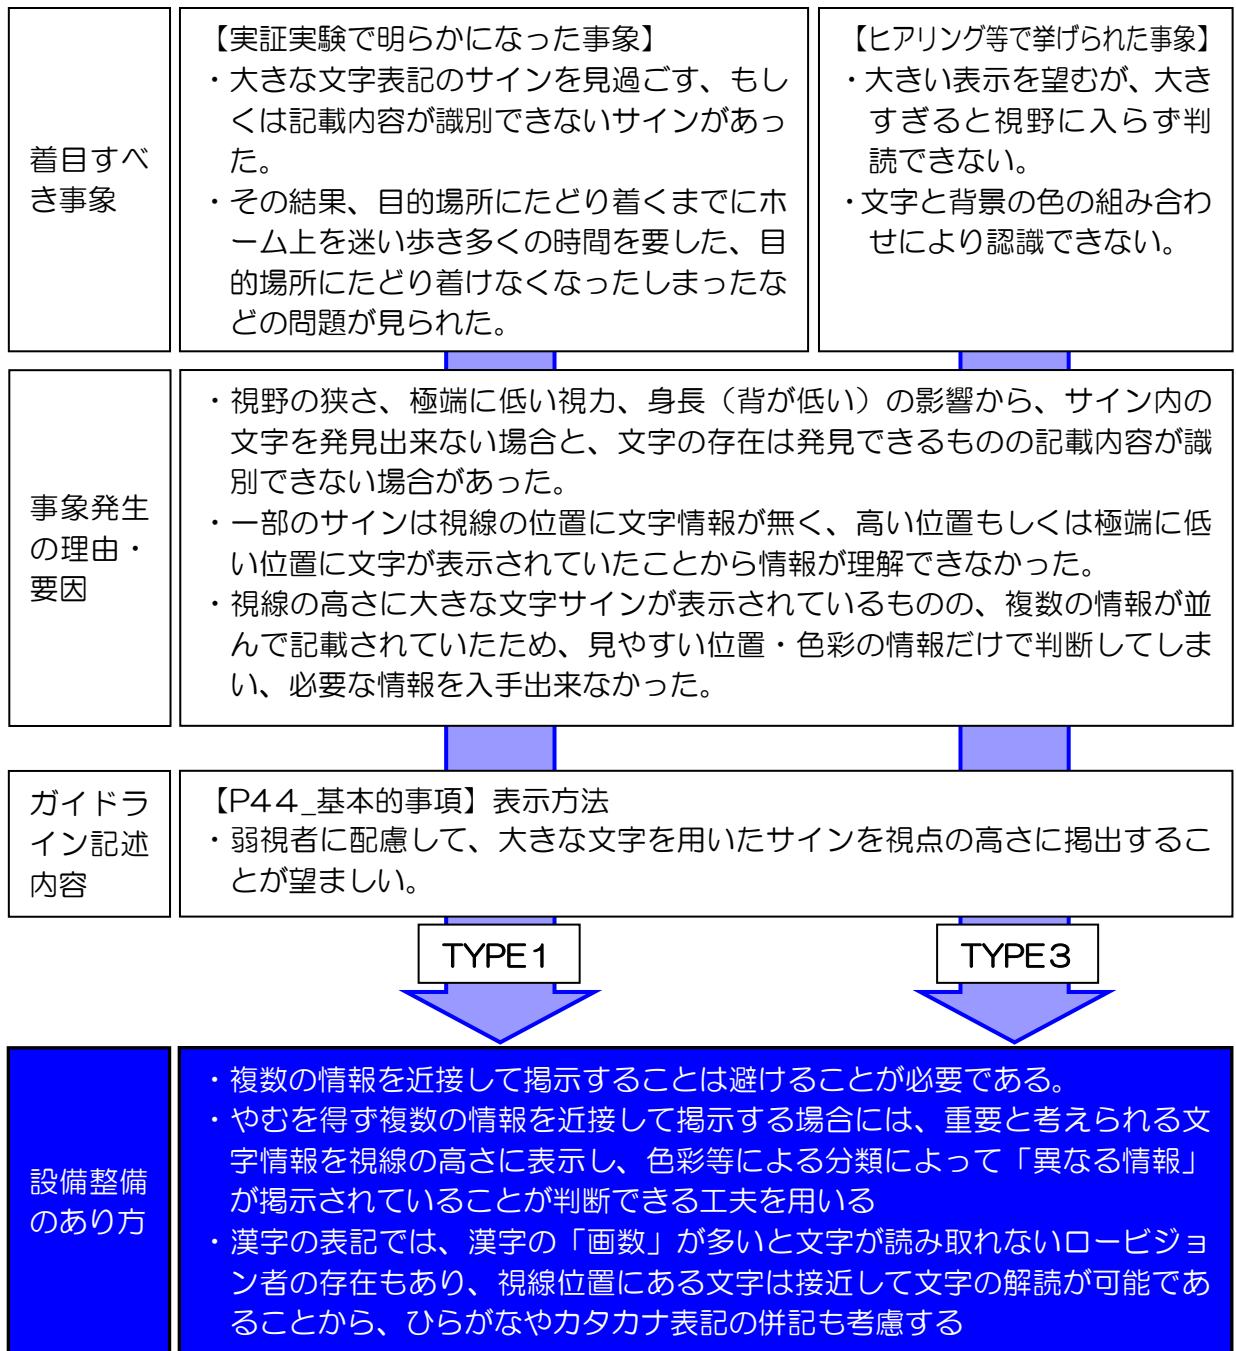 着目すべ
き事象
【実証実験で明らかになった事象】
・大きな文字表記のサインを見過ごす、もし
くは記載内容が識別できないサインがあっ
た。
・その結果、目的場所にたどり着くまでにホ
ーム上を迷い歩き多くの時間を要した、目
的場所にたどり着けなくなったしまったな
どの問題が見られた。
【ヒアリング等で挙げられた事象】
・大きい表示を望むが、大き
すぎると視野に入らず判
読できない。
・文字と背景の色の組み合わ
せにより認識できない。
事象発生
の理由・
要因
・視野の狭さ、極端に低い視力、身長（背が低い）の影響から、サイン内の
文字を発見出来ない場合と、文字の存在は発見できるものの記載内容が識
別できない場合があった。
・一部のサインは視線の位置に文字情報が無く、高い位置もしくは極端に低
い位置に文字が表示されていたことから情報が理解できなかった。
・視線の高さに大きな文字サインが表示されているものの、複数の情報が並
んで記載されていたため、見やすい位置・色彩の情報だけで判断してしま
い、必要な情報を入手出来なかった。
ガイドラ
イン記述
内容
【P44_基本的事項】表示方法
・弱視者に配慮して、大きな文字を用いたサインを視点の高さに掲出するこ
とが望ましい。
TYPE1
TYPE3
設備整備
のあり方
・複数の情報を近接して掲示することは避けることが必要である。
・やむを得ず複数の情報を近接して掲示する場合には、重要と考えられる文
字情報を視線の高さに表示し、色彩等による分類によって「異なる情報」
が掲示されていることが判断できる工夫を用いる
・漢字の表記では、漢字の「画数」が多いと文字が読み取れないロービジョ
ン者の存在もあり、視線位置にある文字は接近して文字の解読が可能であ
ることから、ひらがなやカタカナ表記の併記も考慮する